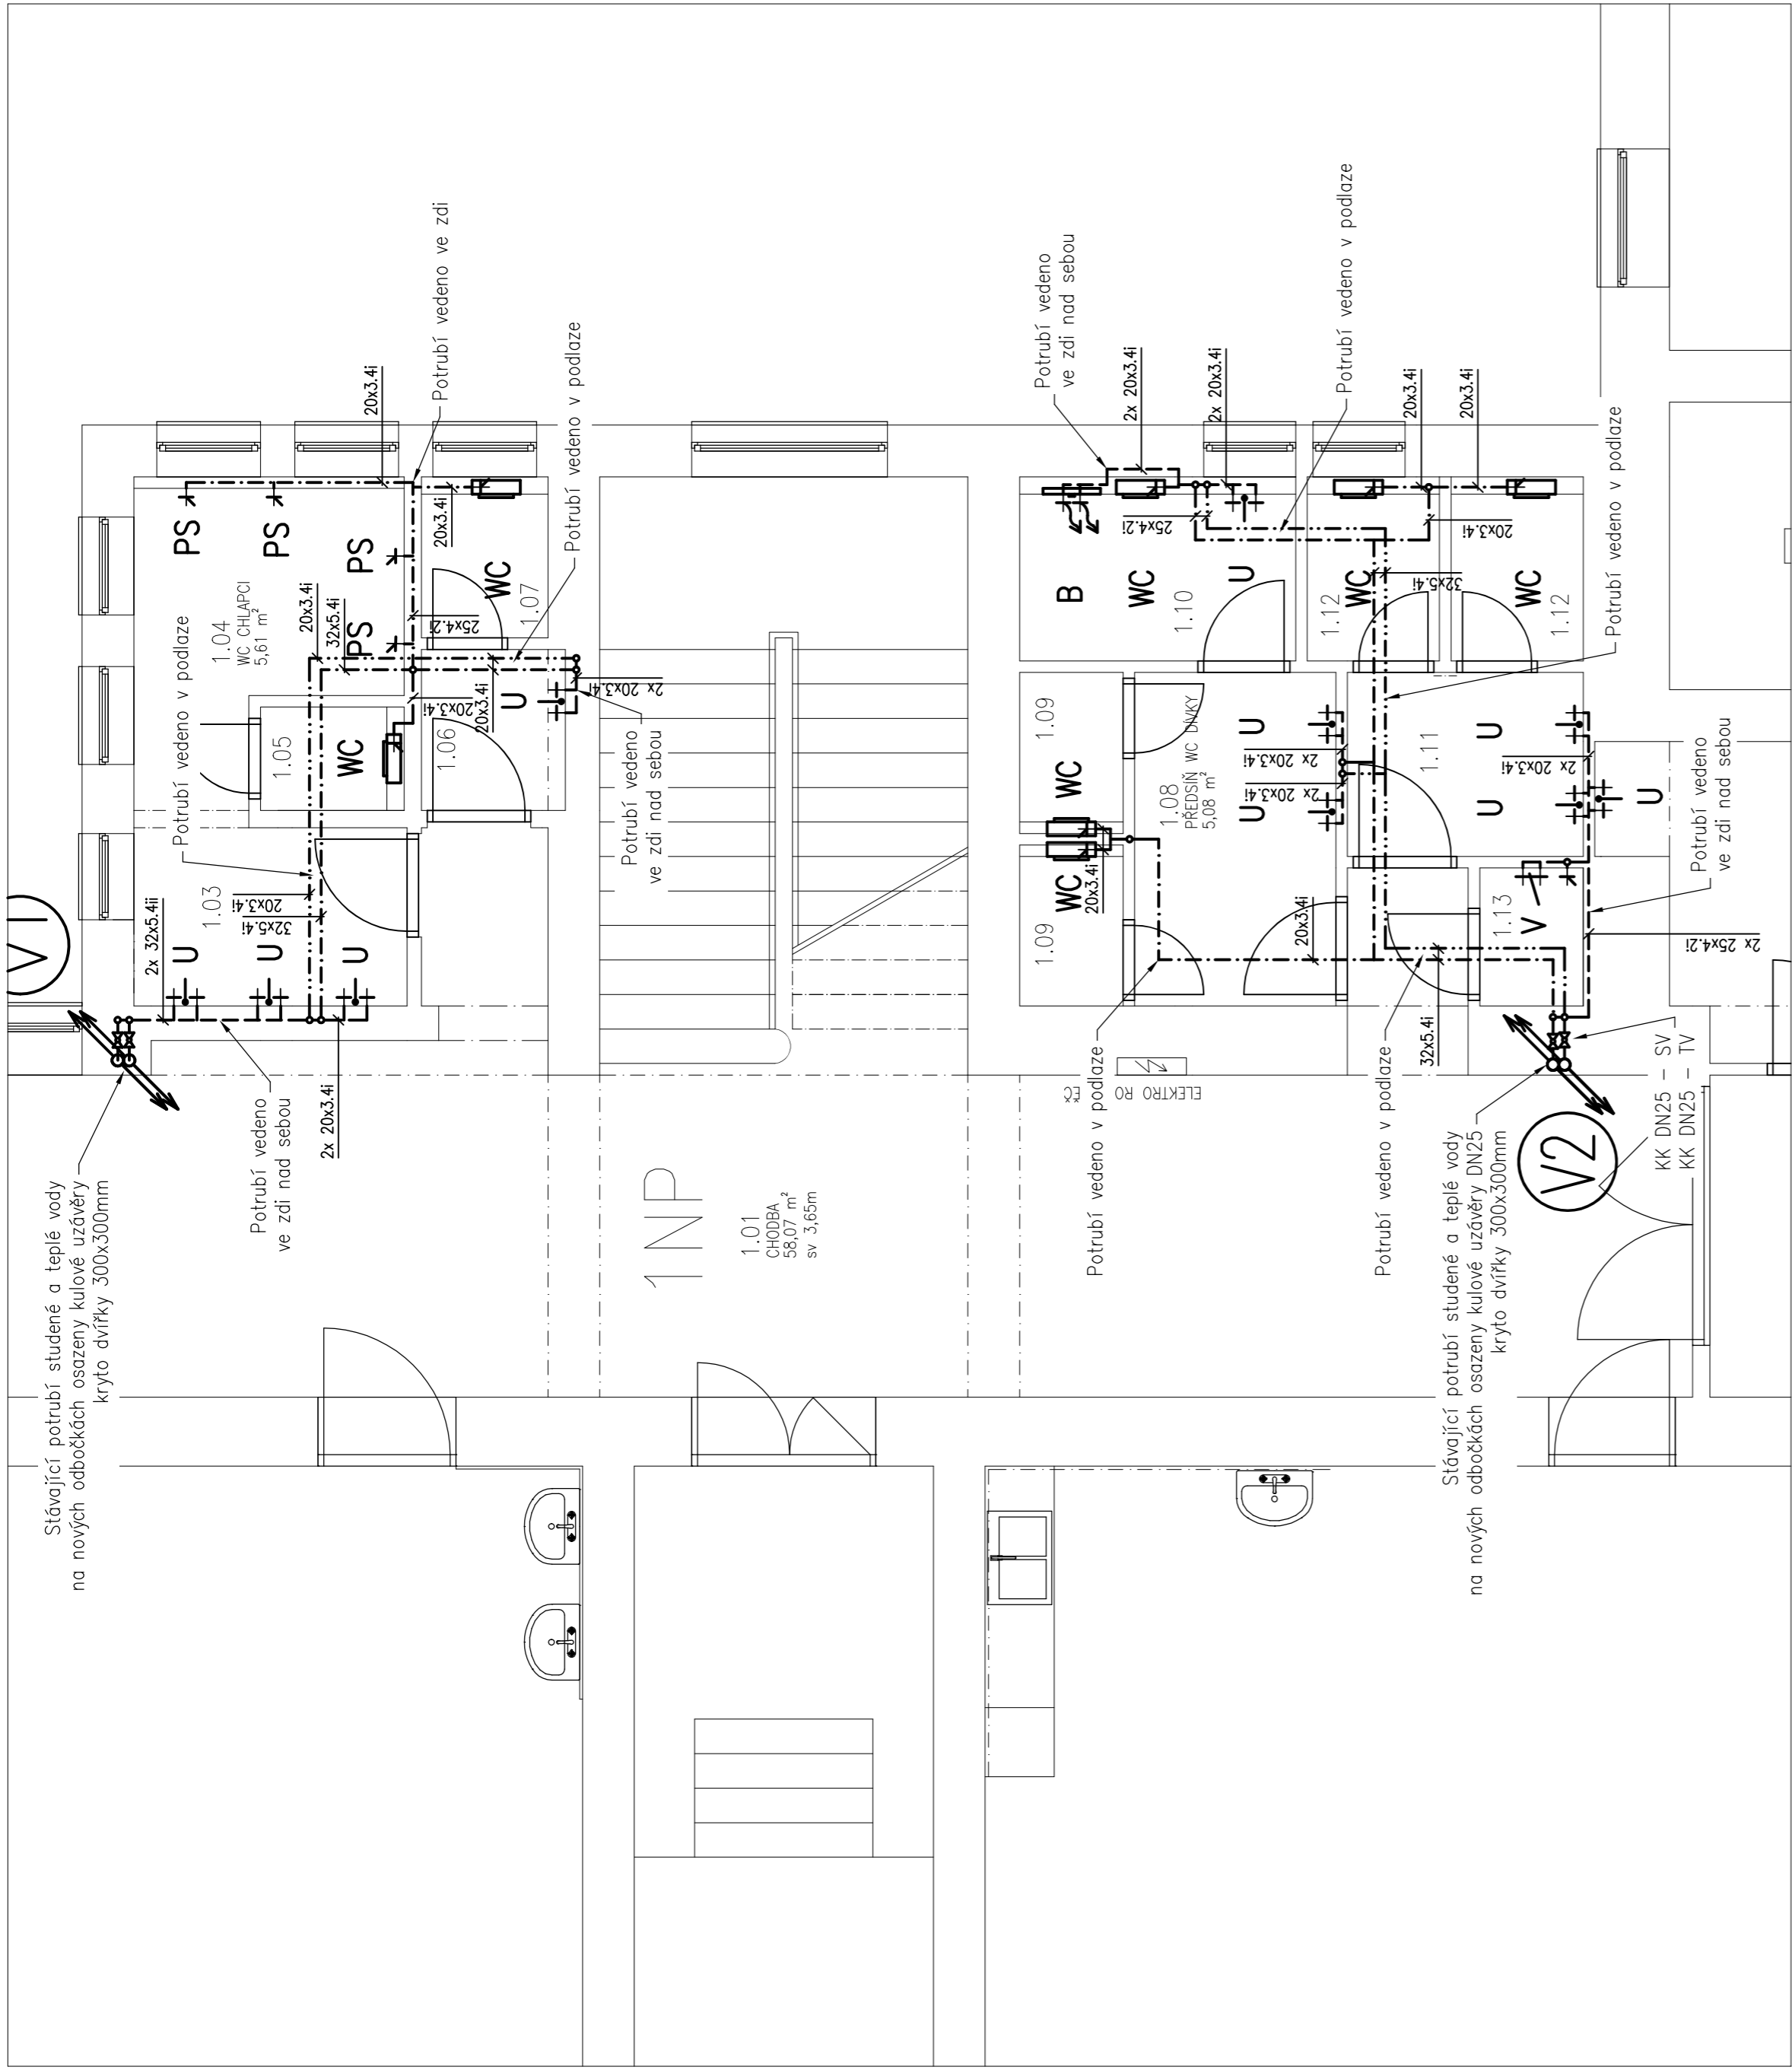 V1
Stávající potrubí studené a teplé vody
na nových odbočkách osazeny kulové uzávěry
kryto dvířky 300x300mm
2x 32x5.4ii
U
U
U
Potrubí vedeno
ve zdi nad sebou
2x 20x3.4i
1.03
20x3.4i
32x5.4i
Potrubí vedeno v podlaze
1.04
WC CHLAPCI
5,61 m²
20x3.4i
32x5.4i
PS
PS
PS
PS
20x3.4i
Potrubí vedeno ve zdi
20x3.4i
25x4.2i
1.05
WC
20x3.4i
1.06
20x3.4i
U
1.07
WC
Potrubí vedeno v podlaze
2x 20x3.4i
Potrubí vedeno
ve zdi nad sebou
1NP
1.01
CHODBA
58,07 m²
sv 3,65m
Potrubí vedeno
ve zdi nad sebou
2x 20x3.4i
2x 20x3.4i
Potrubí vedeno v podlaze
20x3.4i
20x3.4i
B
WC
U
25x4.2i
1.10
1.12
WC
32x5.4i
20x3.4i
WC
1.12
Potrubí vedeno v podlaze
1.09
WC
WC
20x3.4i
1.09
1.08
PŘEDSÍŇ WC DÍVKY
5,08 m²
U
U
2x 20x3.4i
2x 20x3.4i
1.11
U
U
2x 20x3.4i
U
Potrubí vedeno
ve zdi nad sebou
20x3.4i
1.13
V
2x 25x4.2i
32x5.4i
Potrubí vedeno v podlaze
Potrubí vedeno v podlaze
ELEKTRO RO
EČ
Stávající potrubí studené a teplé vody
na nových odbočkách osazeny kulové uzávěry DN25
kryto dvířky 300x300mm
V2
KK DN25 – SV
KK DN25 – TV